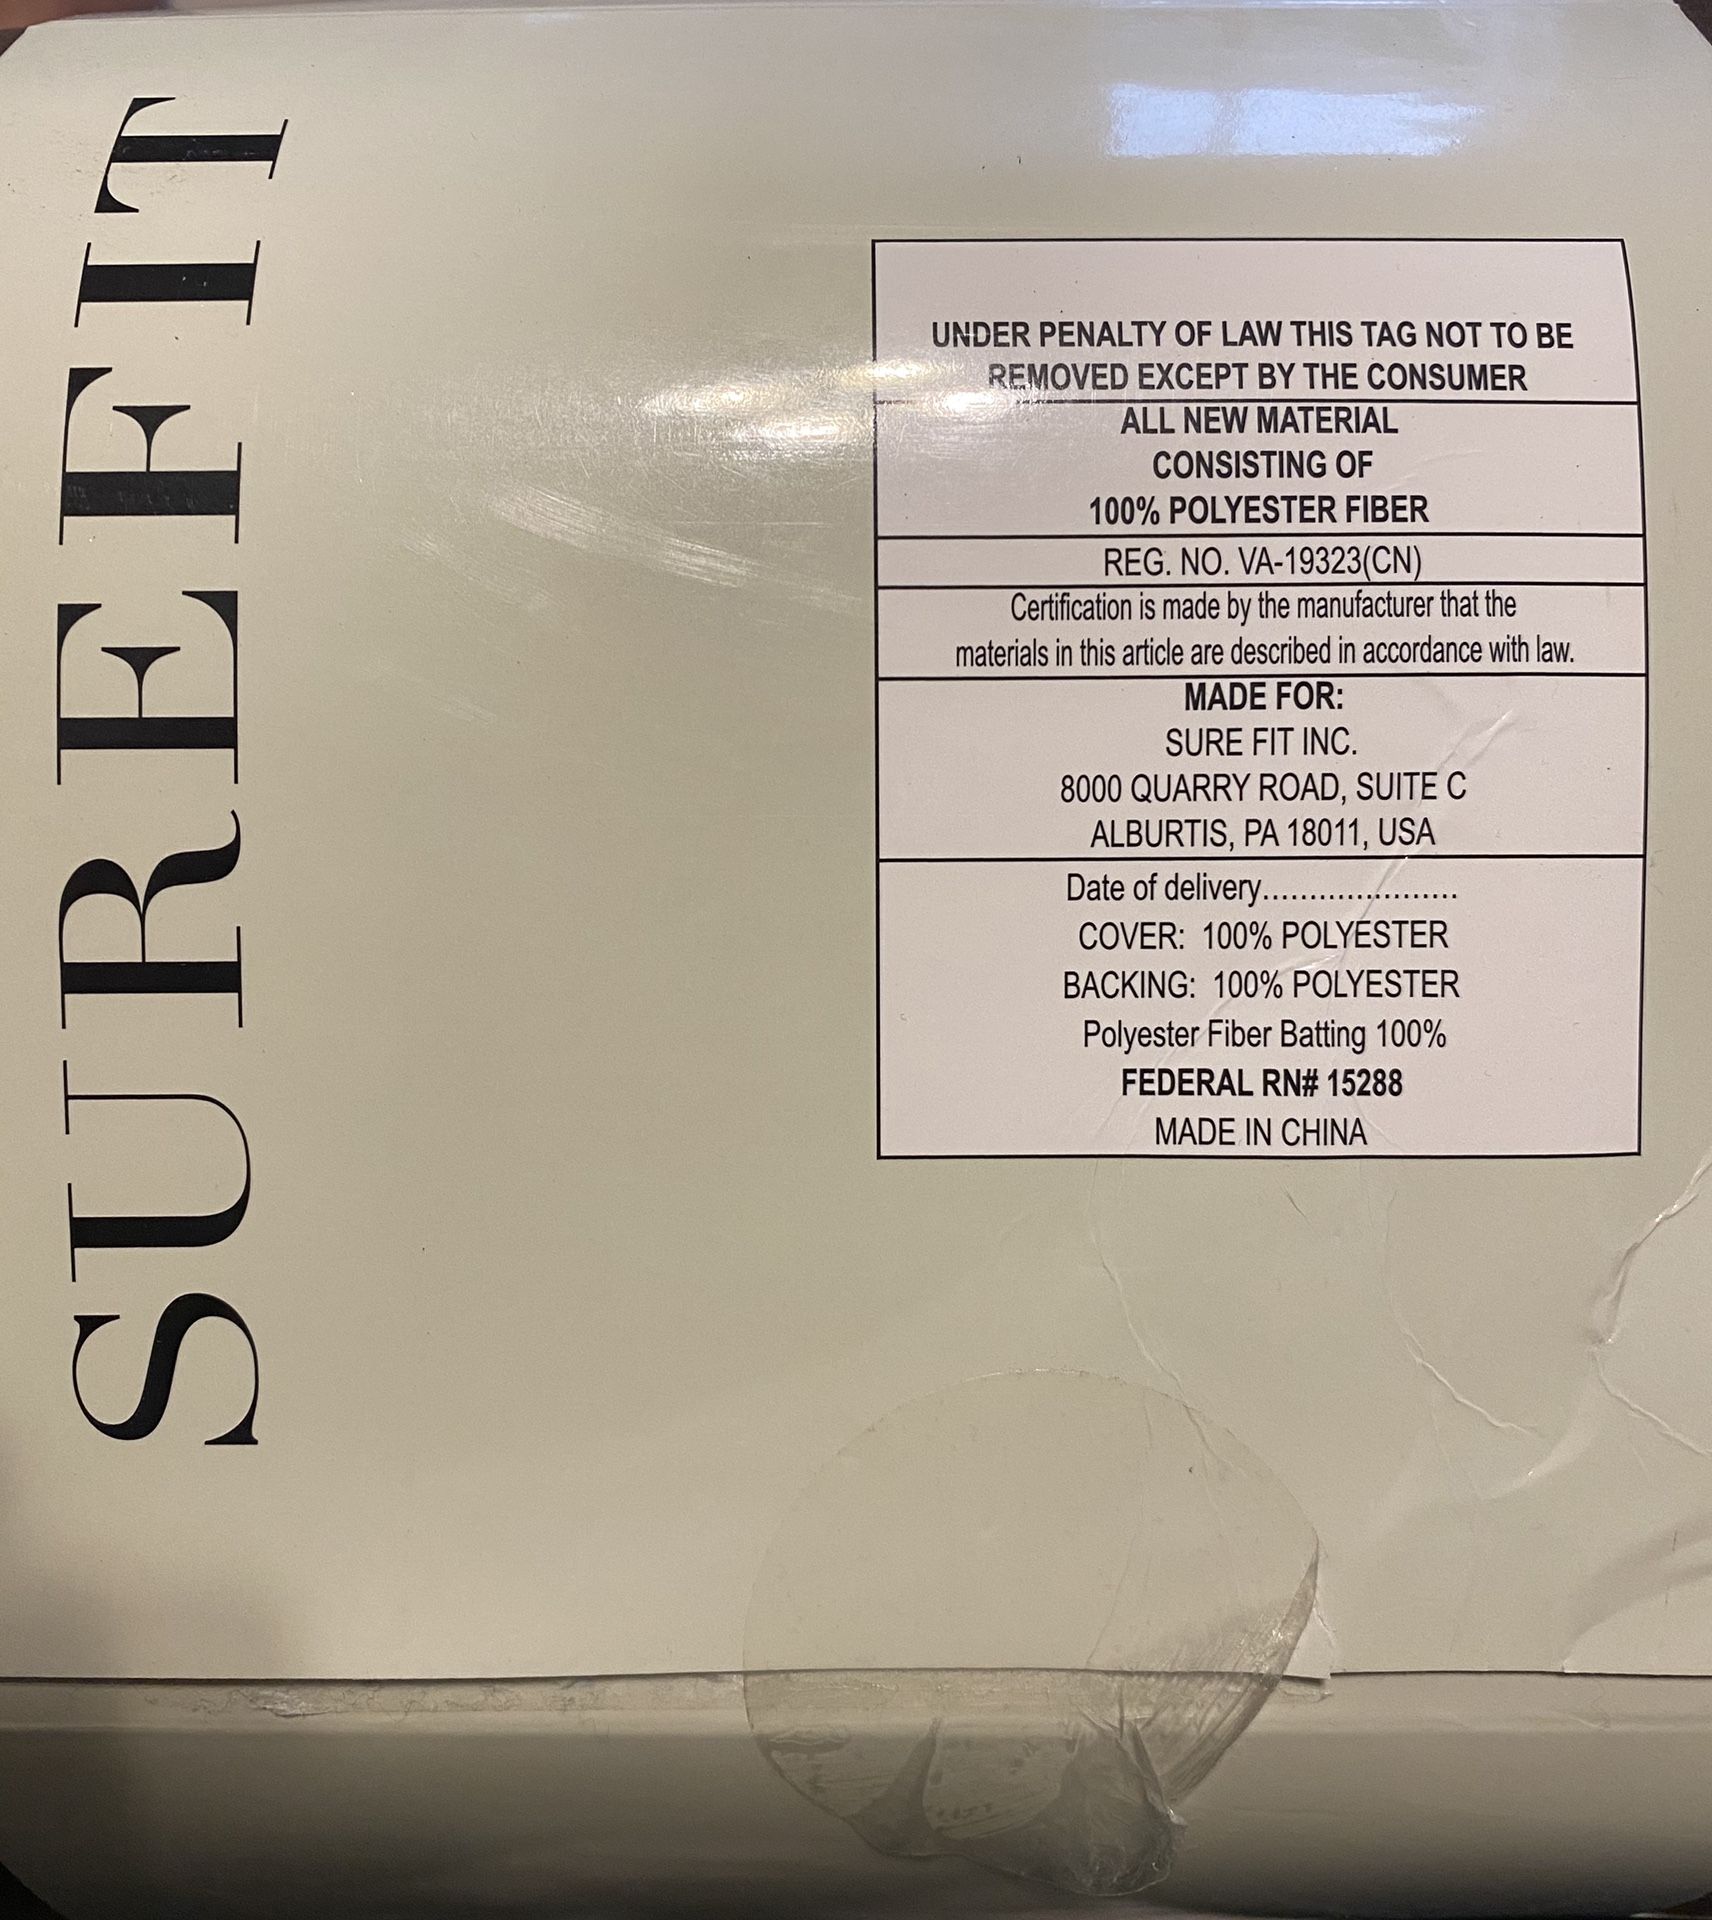 SURE FIT
UNDER PENALTY OF LAW THIS TAG NOT TO BE
REMOVED EXCEPT BY THE CONSUMER
ALL NEW MATERIAL
CONSISTING OF
100% POLYESTER FIBER
REG. NO. VA-19323(CN)
Certification is made by the manufacturer that the
materials in this article are described in accordance with law.
MADE FOR:
SURE FIT INC.
8000 QUARRY ROAD, SUITE C
ALBURTIS, PA 18011, USA
Date of delivery.....................
COVER: 100% POLYESTER
BACKING: 100% POLYESTER
Polyester Fiber Batting 100%
FEDERAL RN# 15288
MADE IN CHINA